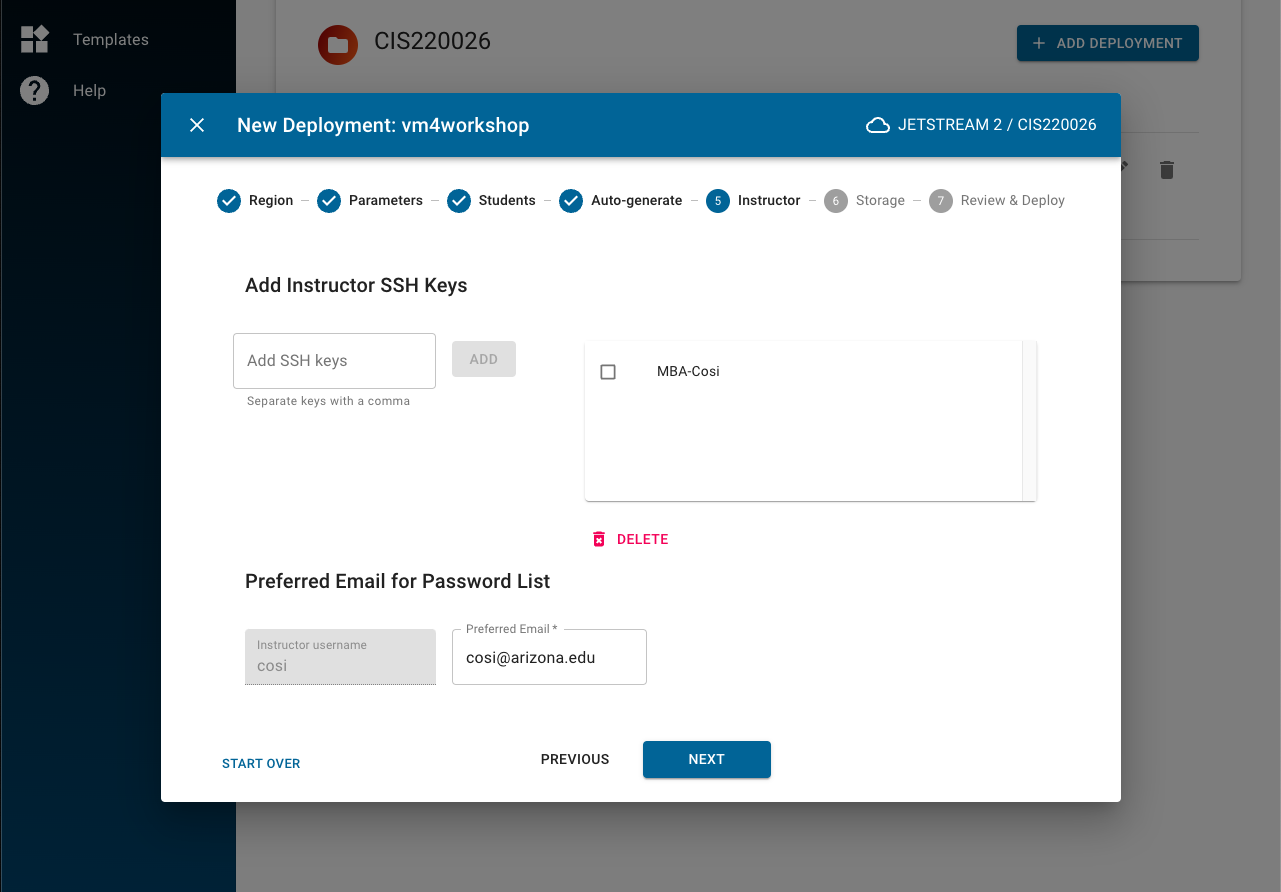 Templates
Help
CIS220026
ADD DEPLOYMENT
New Deployment: vm4workshop
JETSTREAM 2 / CIS220026
Region
Parameters
Students
Auto-generate
5 Instructor
6 Storage
7 Review & Deploy
Add Instructor SSH Keys
Add SSH keys
ADD
Separate keys with a comma
MBA-Cosi
DELETE
Preferred Email for Password List
Instructor username
cosi
Preferred Email *
cosi@arizona.edu
START OVER
PREVIOUS
NEXT